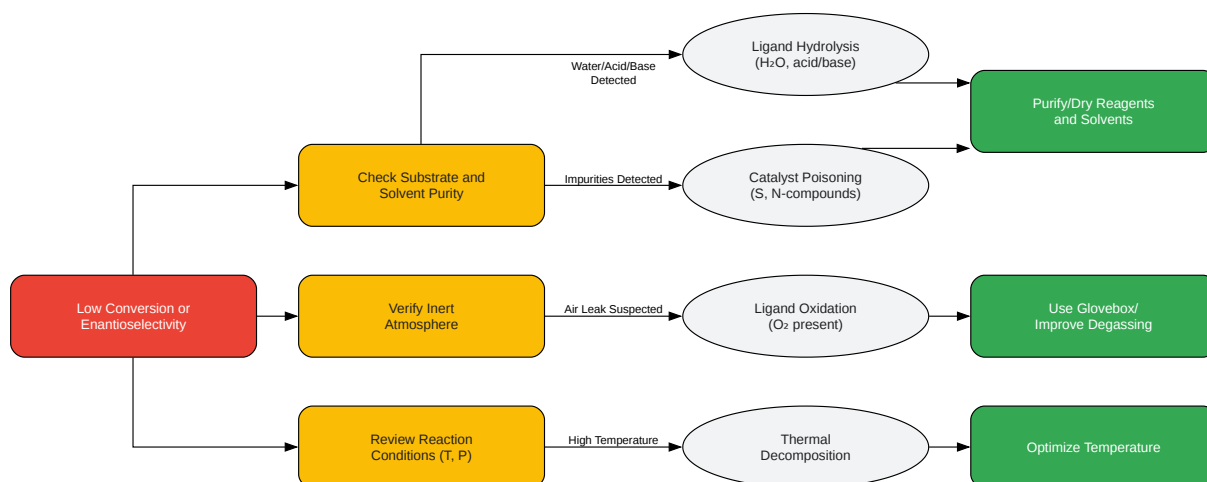 Ligand Hydrolysis
(H₂O, acid/base)
Water/Acid/Base
Detected
Purify/Dry Reagents
and Solvents
Check Substrate and
Solvent Purity
Impurities Detected
Catalyst Poisoning
(S, N-compounds)
Low Conversion or
Enantioselectivity
Verify Inert
Atmosphere
Air Leak Suspected
Ligand Oxidation
(O₂ present)
Use Glovebox/
Improve Degassing
Review Reaction
Conditions (T, P)
High Temperature
Thermal
Decomposition
Optimize Temperature